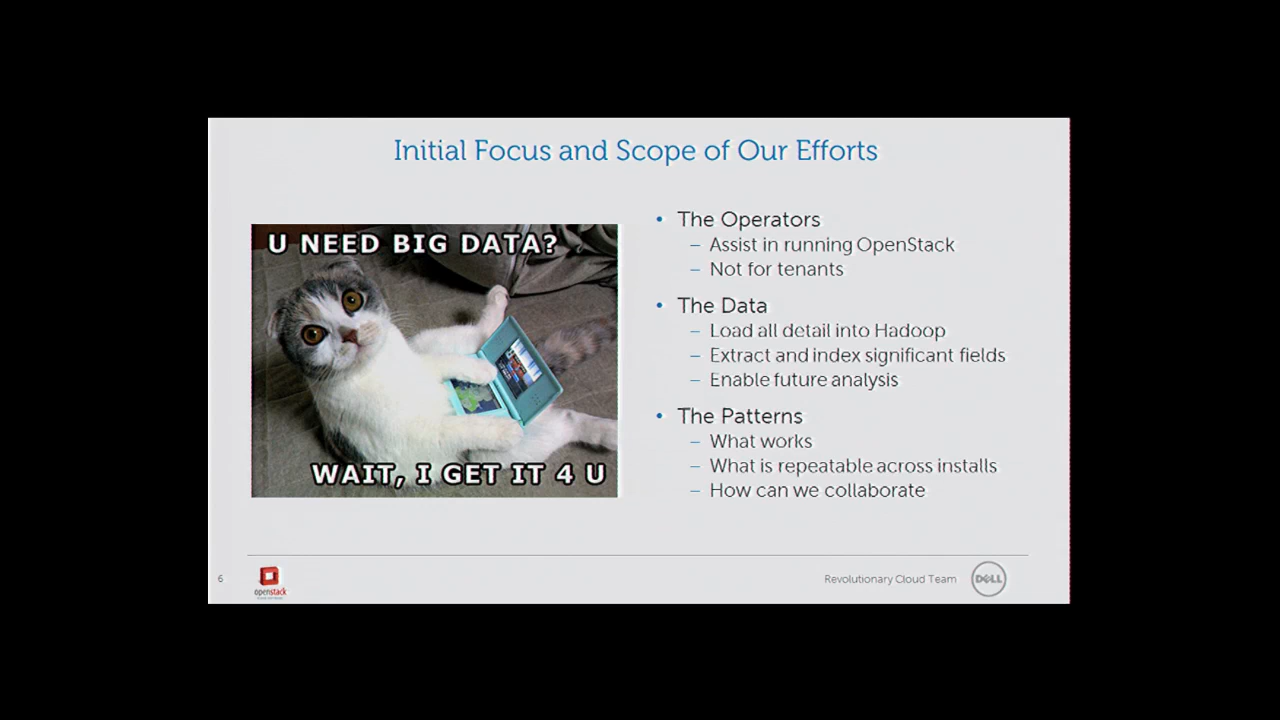 Initial Focus and Scope of Our Efforts
U NEED BIG DATA?
WAIT, I GET IT 4 U
• The Operators
– Assist in running OpenStack
– Not for tenants
• The Data
– Load all detail into Hadoop
– Extract and index significant fields
– Enable future analysis
• The Patterns
– What works
– What is repeatable across installs
– How can we collaborate
6
openstack
Revolutionary Cloud Team
DELL